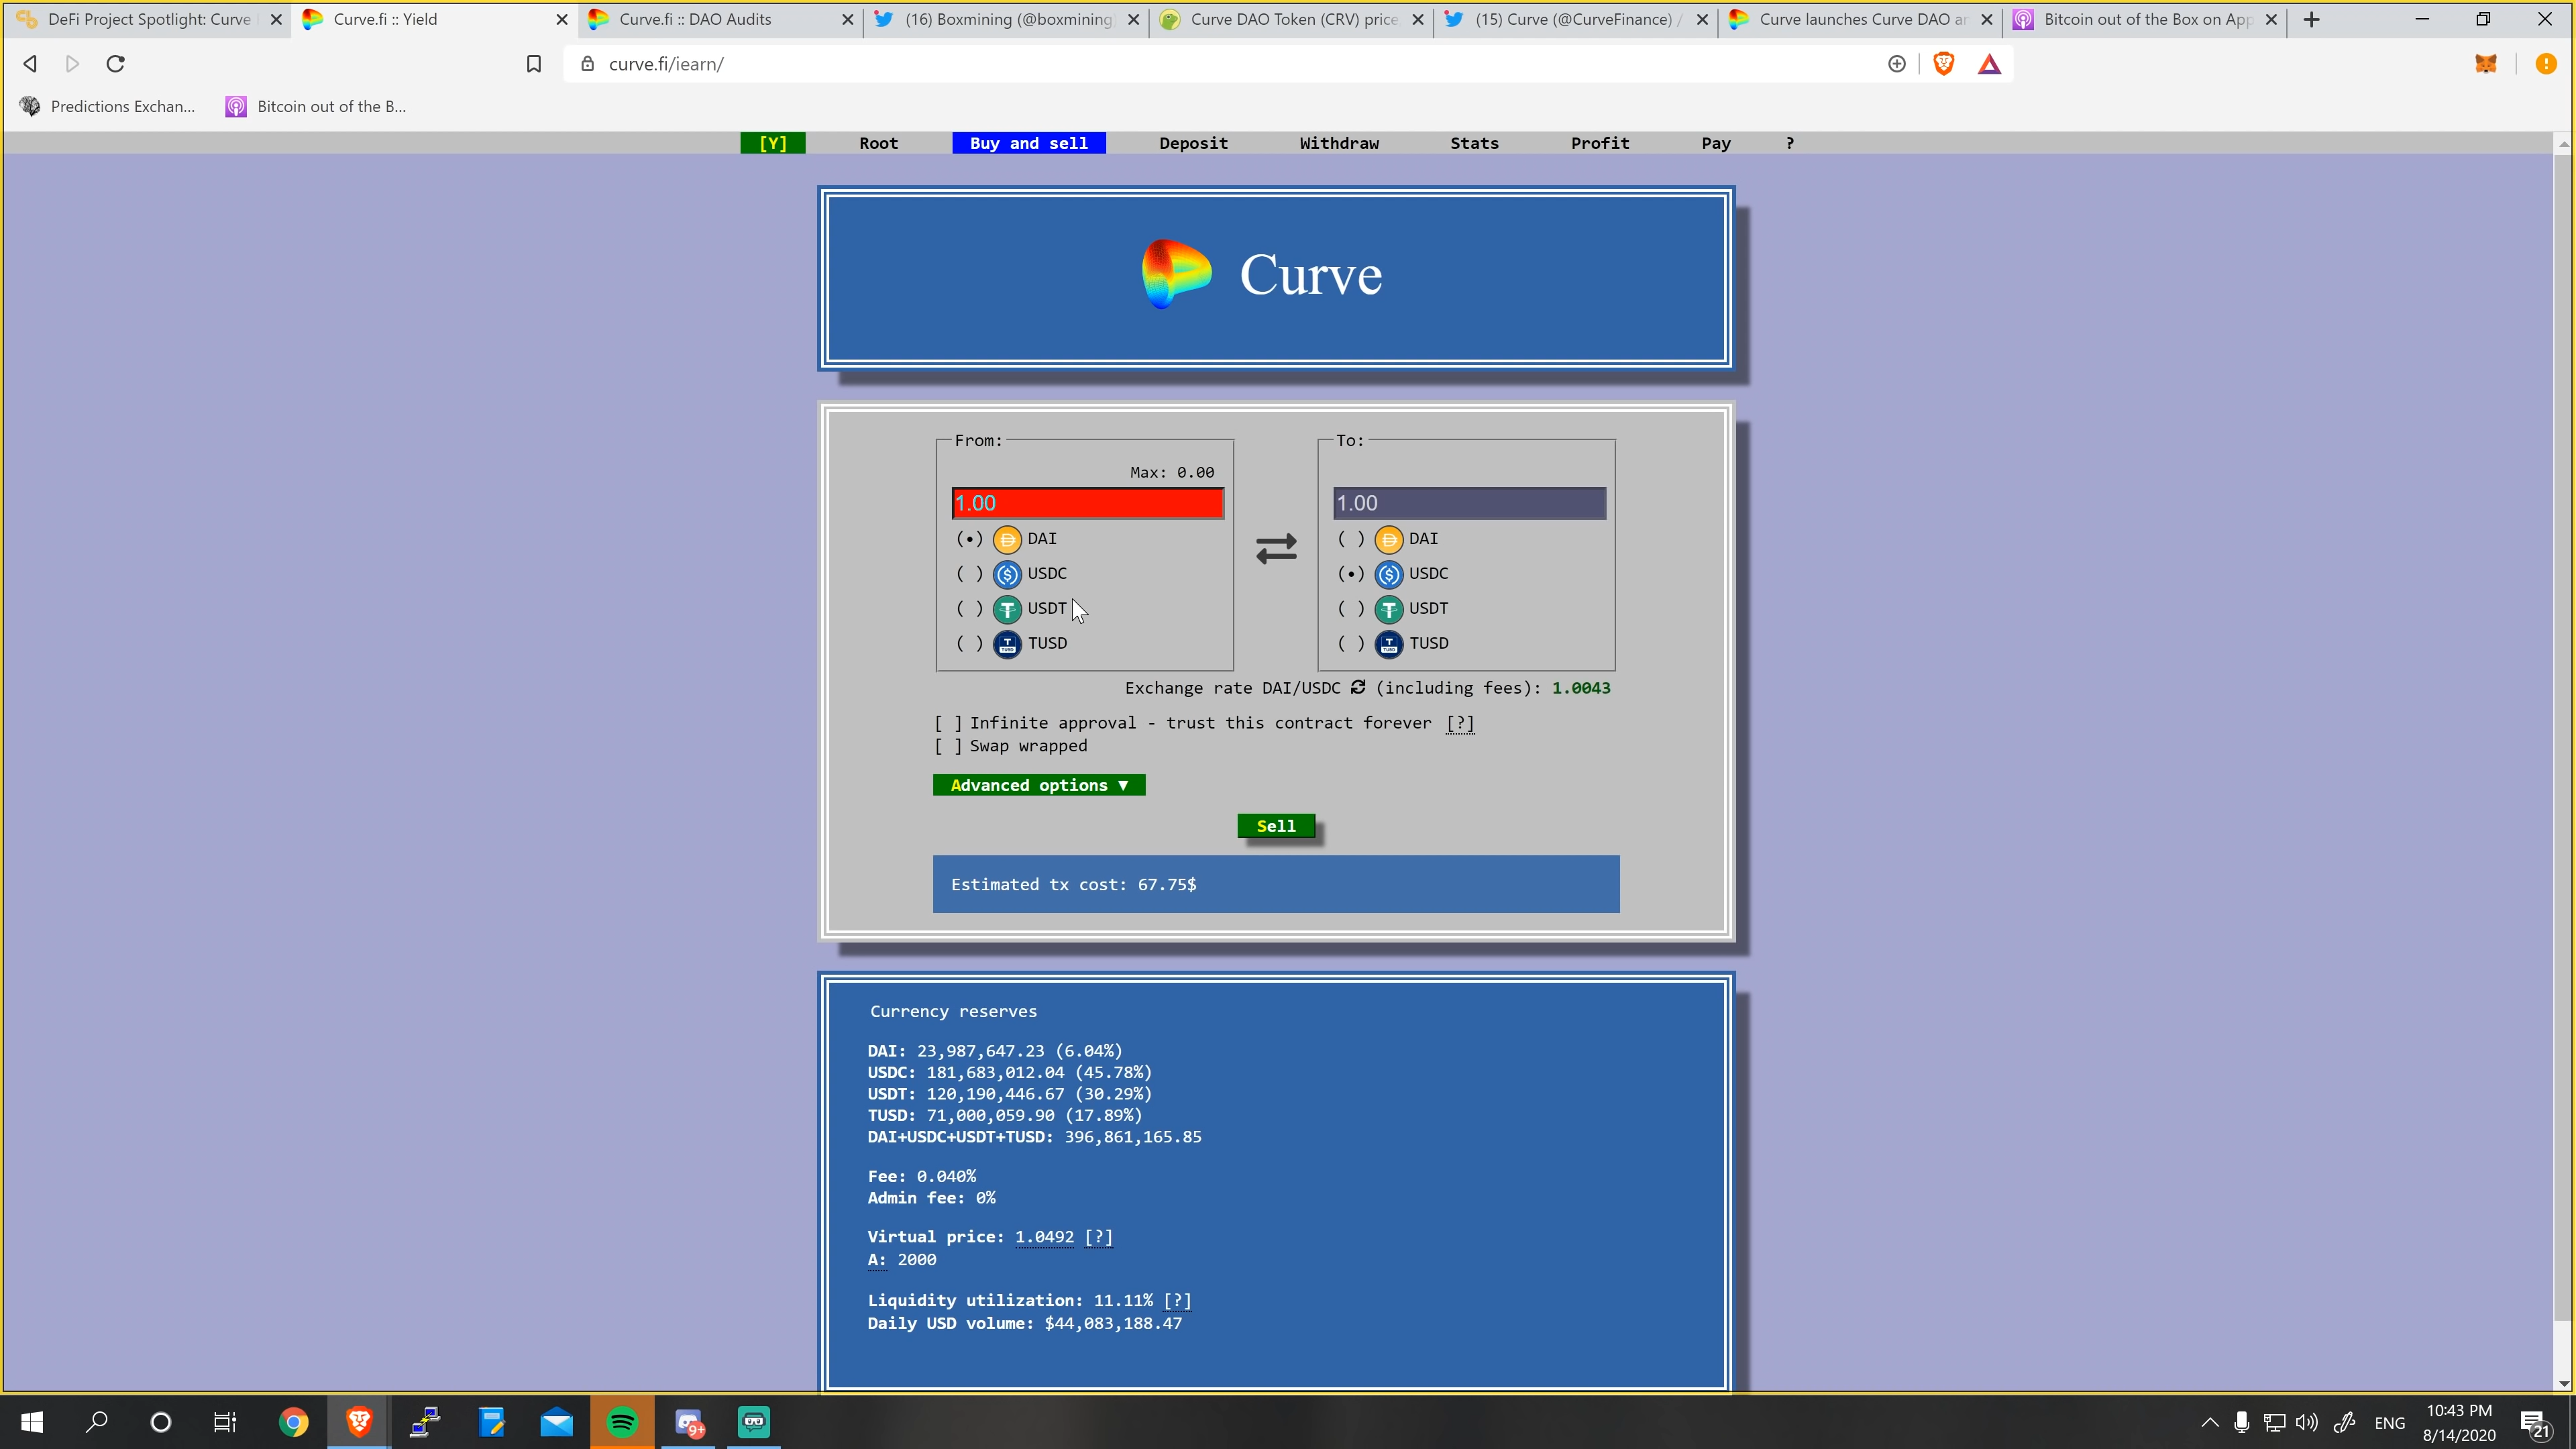 DeFi Project Spotlight: Curve
Curve.fi :: Yield
Curve.fi :: DAO Audits
(16) Boxmining (@boxmining
Curve DAO Token (CRV) price
(15) Curve (@CurveFinance) /
Curve launches Curve DAO an
Bitcoin out of the Box on App
curve.fi/iearn/
Predictions Exchan...
Bitcoin out of the B...
[Y] Root Buy and sell Deposit Withdraw Stats Profit Pay ?
Curve
From:
Max: 0.00
1.00
(•) DAI
( ) USDC
( ) USDT
( ) TUSD
To:
1.00
( ) DAI
(•) USDC
( ) USDT
( ) TUSD
Exchange rate DAI/USDC (including fees): 1.0043
[ ] Infinite approval - trust this contract forever [?]
[ ] Swap wrapped
Advanced options ▼
Sell
Estimated tx cost: 67.75$
Currency reserves
DAI: 23,987,647.23 (6.04%)
USDC: 181,683,012.04 (45.78%)
USDT: 120,190,446.67 (30.29%)
TUSD: 71,000,059.90 (17.89%)
DAI+USDC+USDT+TUSD: 396,861,165.85
Fee: 0.040%
Admin fee: 0%
Virtual price: 1.0492 [?]
A: 2000
Liquidity utilization: 11.11% [?]
Daily USD volume: $44,083,188.47
9+
ENG
10:43 PM
8/14/2020
21